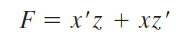 F = x'z + xz'